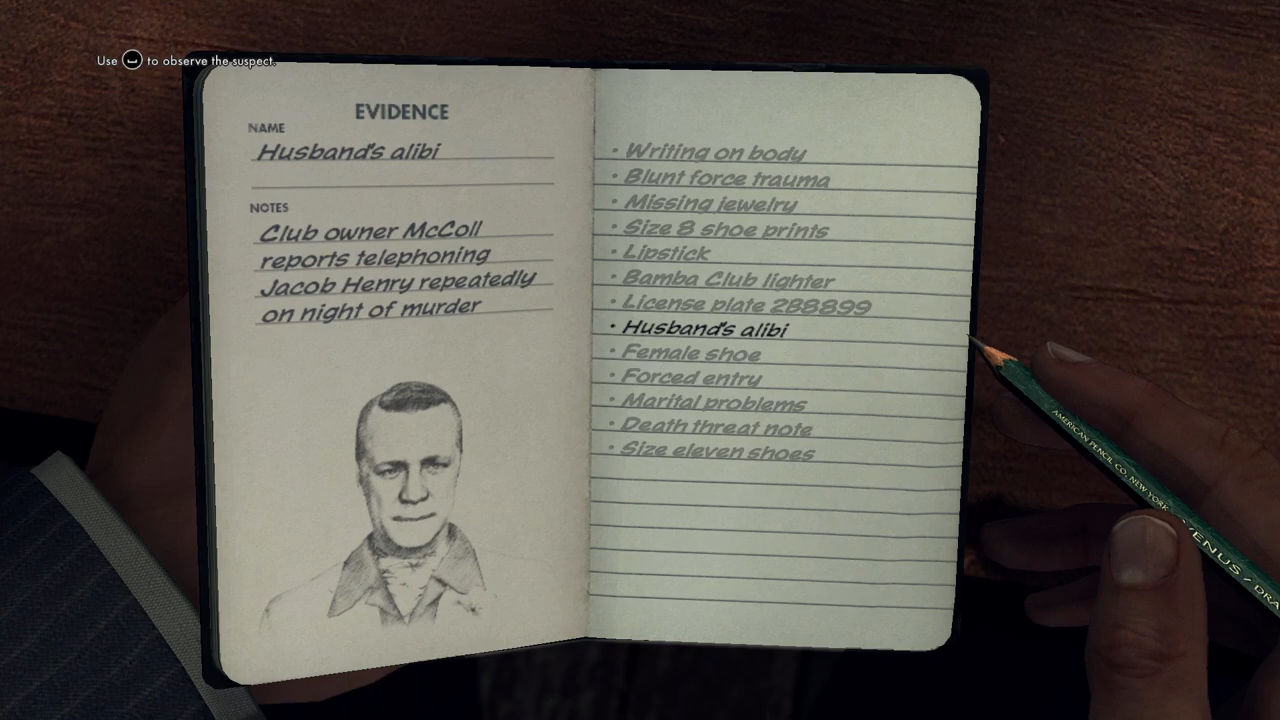 Use to observe the suspect.
EVIDENCE
NAME
Husband's alibi
NOTES
Club owner McColl
reports telephoning
Jacob Henry repeatedly
on night of murder
• Writing on body
• Blunt force trauma
• Missing jewelry
• Size 8 shoe prints
• Lipstick
• Bamba Club lighter
• License plate 2B8899
• Husband's alibi
• Female shoe
• Forced entry
• Marital problems
• Death threat note
• Size eleven shoes
AMERICAN PENCIL CO. NEW YORK
VENUS / DRA